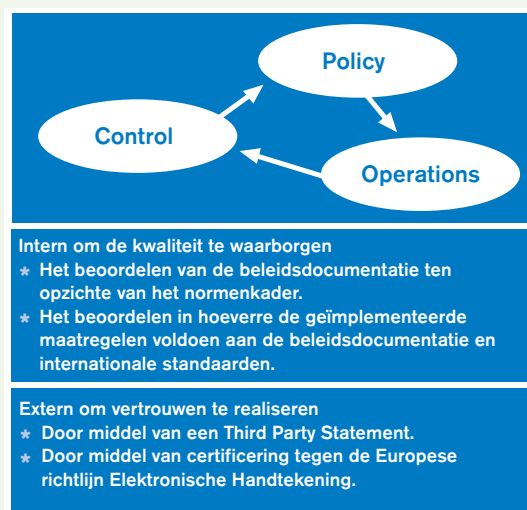 Policy
Control
Operations
Intern om de kwaliteit te waarborgen
* Het beoordelen van de beleidsdocumentatie ten
opzichte van het normenkader.
* Het beoordelen in hoeverre de geïmplementeerde
maatregelen voldoen aan de beleidsdocumentatie en
internationale standaarden.
Extern om vertrouwen te realiseren
* Door middel van een Third Party Statement.
* Door middel van certificering tegen de Europese
richtlijn Elektronische Handtekening.